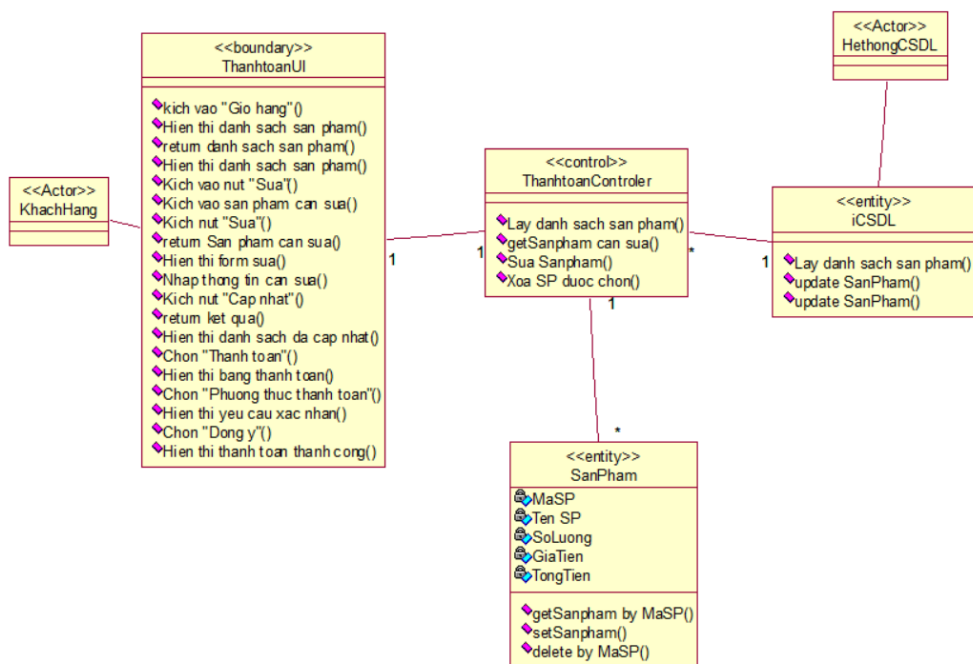 <<Actor>>
KhachHang
<<boundary>>
ThanhtoanUI
kich vao "Gio hang"()
Hien thi danh sach san pham()
return danh sach san pham()
Hien thi danh sach san pham()
Kich vao nut "Sua"()
Kich vao san pham can sua()
Kich nut "Sua"()
return San pham can sua()
Hien thi form sua()
Nhap thong tin can sua()
Kich nut "Cap nhat"()
return ket qua()
Hien thi danh sach da cap nhat()
Chon "Thanh toan"()
Hien thi bang thanh toan()
Chon "Phuong thuc thanh toan"()
Hien thi yeu cau xac nhan()
Chon "Dong y"()
Hien thi thanh toan thanh cong()
1
1
<<control>>
ThanhtoanControler
Lay danh sach san pham()
getSanpham can sua()
Sua Sanpham()
Xoa SP duoc chon()
*
1
<<Actor>>
HethongCSDL
<<entity>>
iCSDL
Lay danh sach san pham()
update SanPham()
update SanPham()
1
*
<<entity>>
SanPham
MaSP
Ten SP
SoLuong
GiaTien
TongTien
getSanpham by MaSP()
setSanpham()
delete by MaSP()